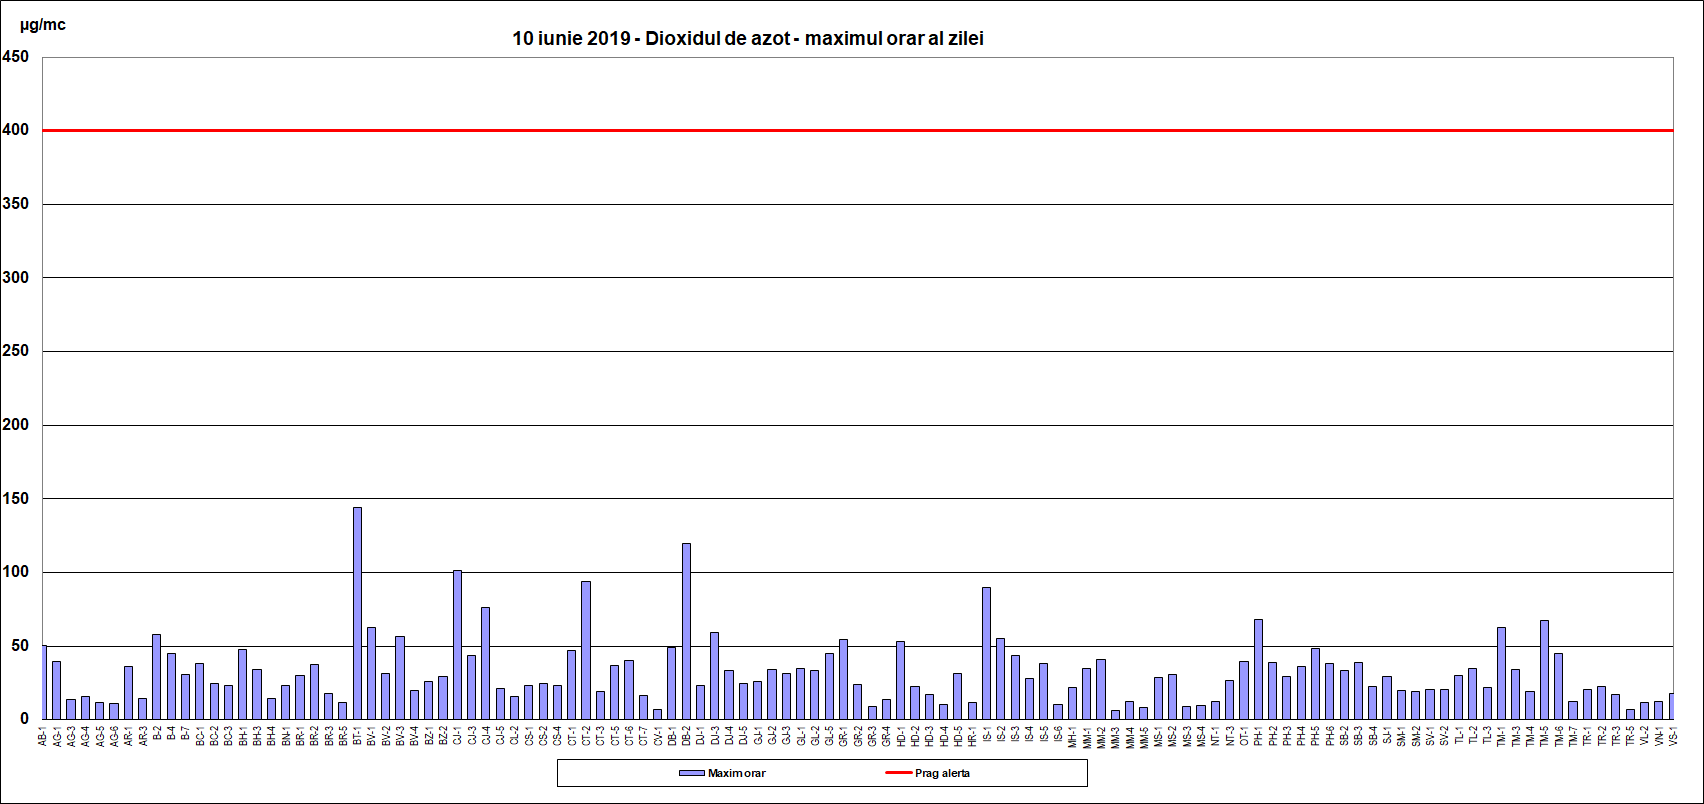 µg/mc
10 iunie 2019 - Dioxidul de azot - maximul orar al zilei
450
400
350
300
250
200
150
100
50
0
AB-1 AG-1 AG-3 AG-4 AG-5 AG-6 AR-1 AR-3 B-2 B-4 B-7 BC-1 BC-2 BC-3 BH-1 BH-3 BH-4 BN-1 BR-1 BR-2 BR-3 BR-5 BT-1 BV-1 BV-2 BV-3 BV-4 BZ-1 BZ-2 CJ-1 CJ-3 CJ-4 CJ-5 CL-2 CS-1 CS-2 CS-4 CT-1 CT-2 CT-3 CT-5 CT-6 CT-7 CV-1 DB-1 DB-2 DJ-1 DJ-3 DJ-4 DJ-5 GJ-1 GJ-2 GJ-3 GL-1 GL-2 GL-5 GR-1 GR-2 GR-3 GR-4 HD-1 HD-2 HD-3 HD-4 HD-5 HR-1 IS-1 IS-2 IS-3 IS-4 IS-5 IS-6 MH-1 MM-1 MM-2 MM-3 MM-4 MM-5 MS-1 MS-2 MS-3 MS-4 NT-1 NT-3 OT-1 PH-1 PH-2 PH-3 PH-4 PH-5 PH-6 SB-2 SB-3 SB-4 SJ-1 SM-1 SM-2 SV-1 SV-2 TL-1 TL-2 TL-3 TM-1 TM-3 TM-4 TM-5 TM-6 TM-7 TR-1 TR-2 TR-3 TR-5 VL-2 VN-1 VS-1
Maxim orar Prag alerta